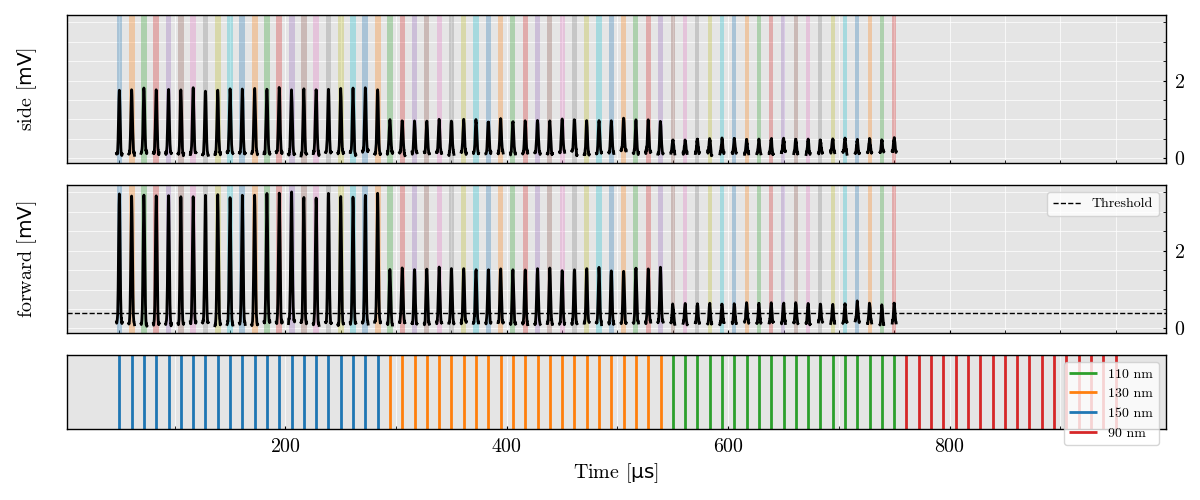 side [mV]
2
0
forward [mV]
Threshold
2
0
110 nm
130 nm
150 nm
90 nm
200 400 600 800
Time [µs]